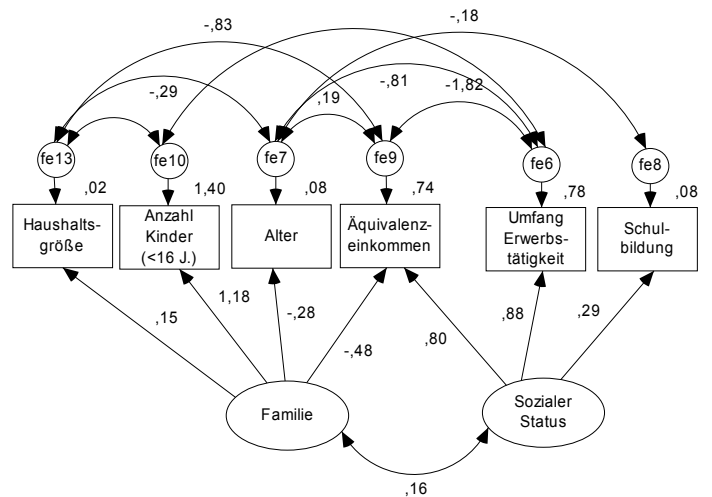 -,83
-,18
-,29
,19
-,81
-1,82
fe13
fe10
fe7
fe9
fe6
fe8
,02
1,40
,08
,74
,78
,08
Haushalts-
größe
Anzahl
Kinder
(<16 J.)
Alter
Äquivalenz-
einkommen
Umfang
Erwerbs-
tätigkeit
Schul-
bildung
,15
1,18
-,28
-,48
,80
,88
,29
Familie
Sozialer
Status
,16